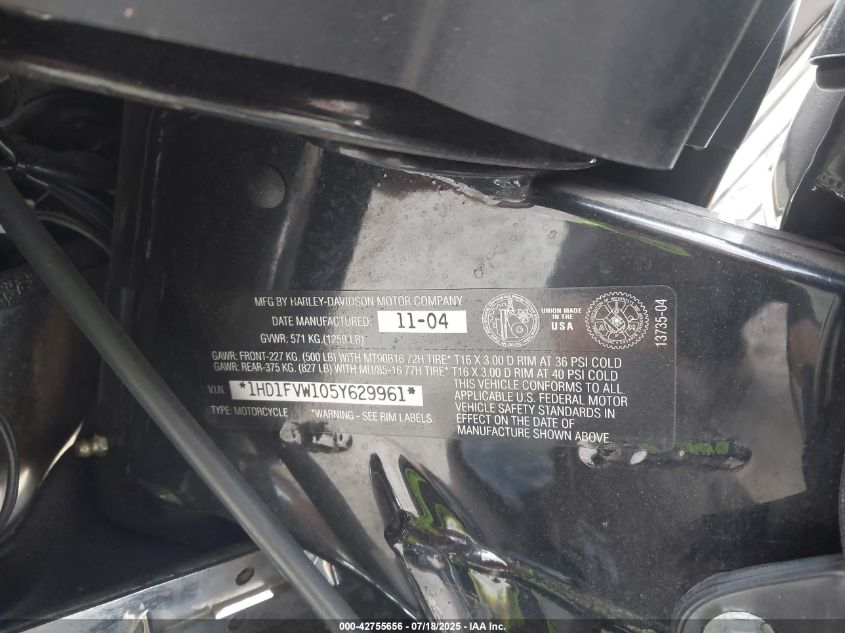 MFG BY HARLEY-DAVIDSON MOTOR COMPANY
DATE MANUFACTURED: 11-04
GVWR: 571 KG (1259 LB)
UNION MADE
IN THE
USA
13735-04
GAWR: FRONT-227 KG. (500 LB) WITH MT90B16 72H TIRE* T16 X 3.00 D RIM AT 36 PSI COLD
GAWR: REAR-375 KG. (827 LB) WITH MU/85-16 77H TIRE* T16 X 3.00 D RIM AT 40 PSI COLD
V.I.N. *1HD1FVW105Y629961*
TYPE: MOTORCYCLE *WARNING - SEE RIM LABELS
THIS VEHICLE CONFORMS TO ALL
APPLICABLE U.S. FEDERAL MOTOR
VEHICLE SAFETY STANDARDS IN
EFFECT ON THE DATE OF
MANUFACTURE SHOWN ABOVE.
000-42755656 - 07/18/2025 - IAA Inc.